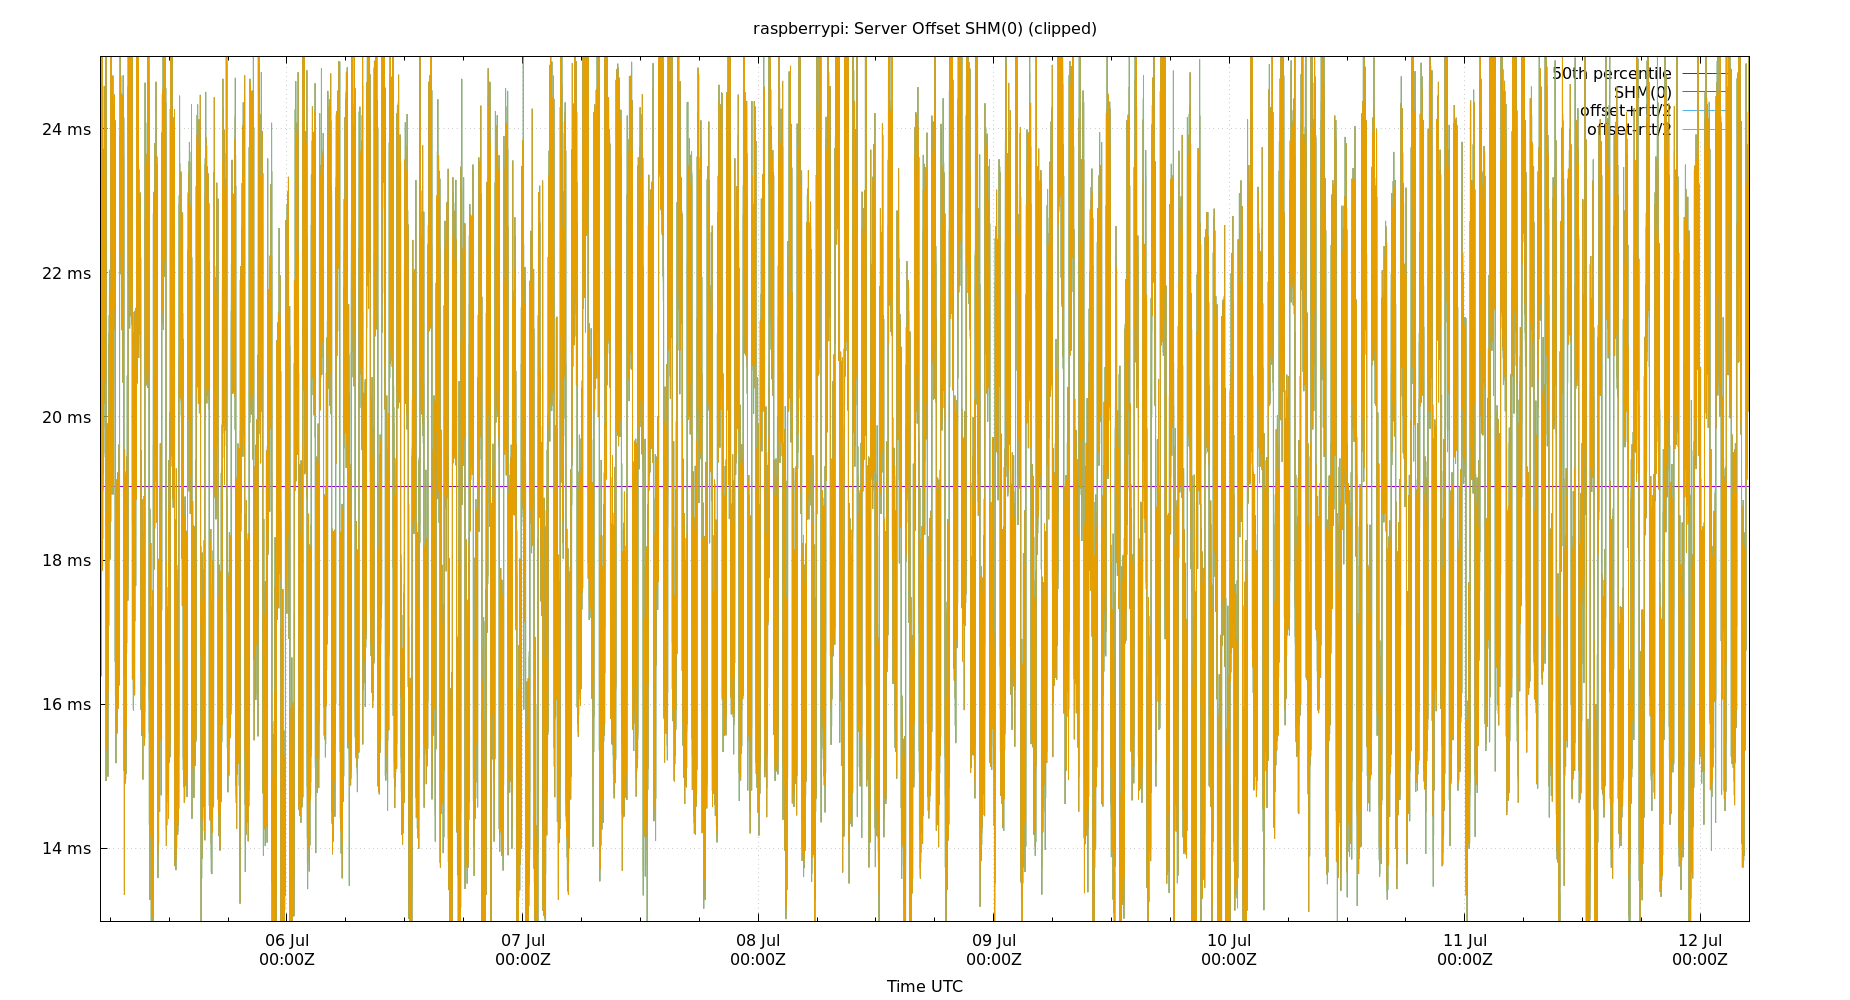 raspberrypi: Server Offset SHM(0) (clipped)
50th percentile
SHM(0)
offset+rtt/2
offset-rtt/2
24 ms
22 ms
20 ms
18 ms
16 ms
14 ms
06 Jul 07 Jul 08 Jul 09 Jul 10 Jul 11 Jul 12 Jul
00:00Z 00:00Z 00:00Z 00:00Z 00:00Z 00:00Z 00:00Z
Time UTC